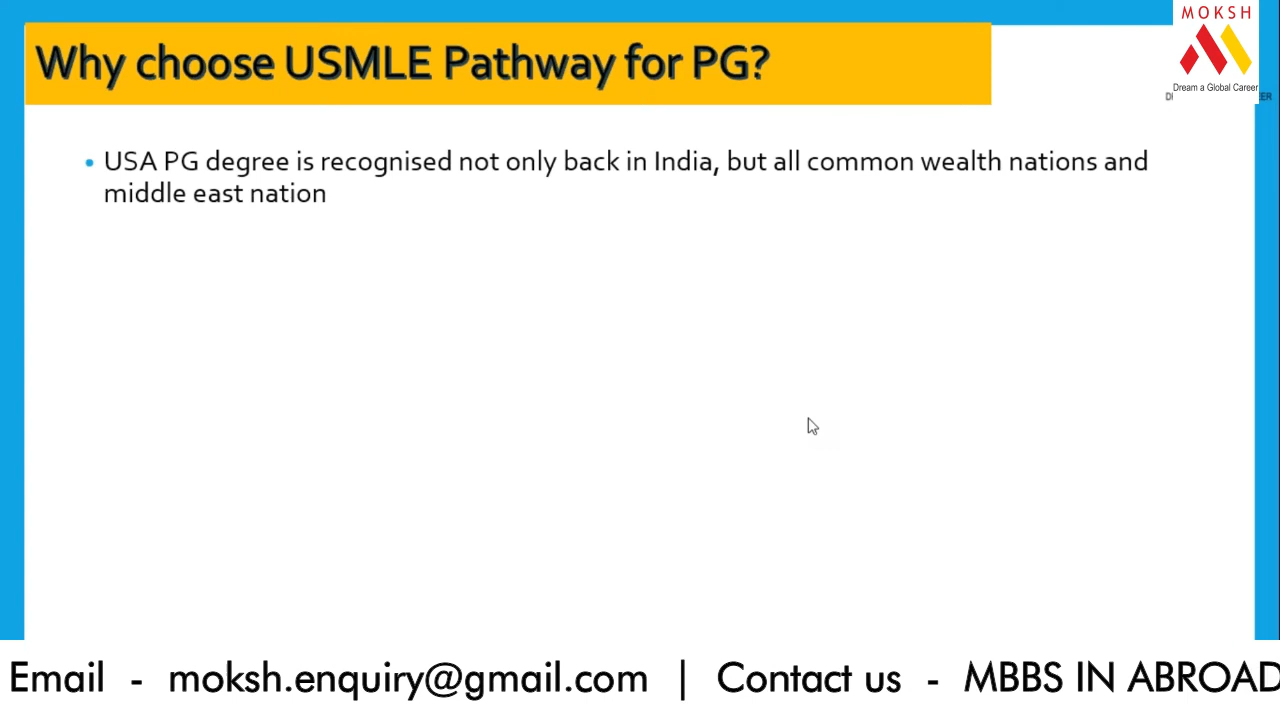 Why choose USMLE Pathway for PG?
MOKSH
Dream a Global Career
• USA PG degree is recognised not only back in India, but all common wealth nations and
middle east nation
Email - moksh.enquiry@gmail.com | Contact us - MBBS IN ABROAD